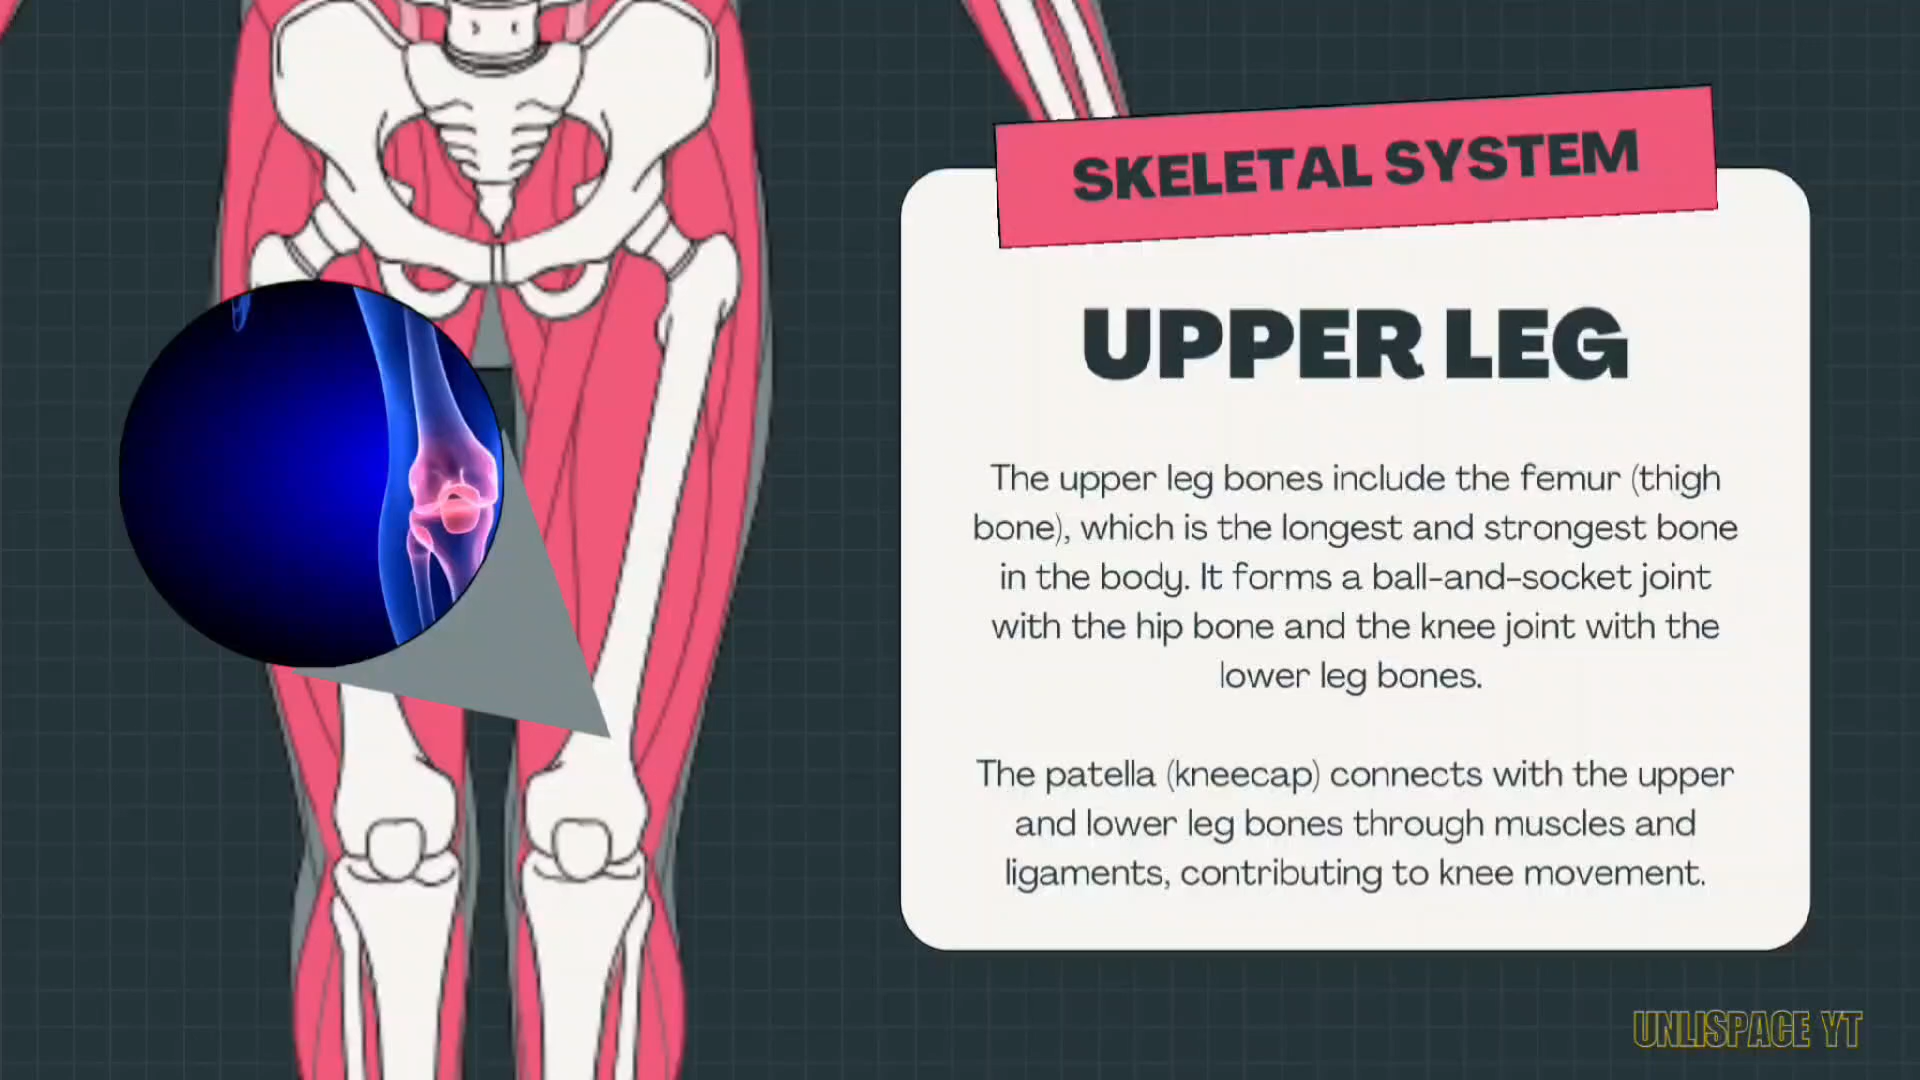 SKELETAL SYSTEM
UPPER LEG
The upper leg bones include the femur (thigh
bone), which is the longest and strongest bone
in the body. It forms a ball-and-socket joint
with the hip bone and the knee joint with the
lower leg bones.
The patella (kneecap) connects with the upper
and lower leg bones through muscles and
ligaments, contributing to knee movement.
UNLISPACE YT